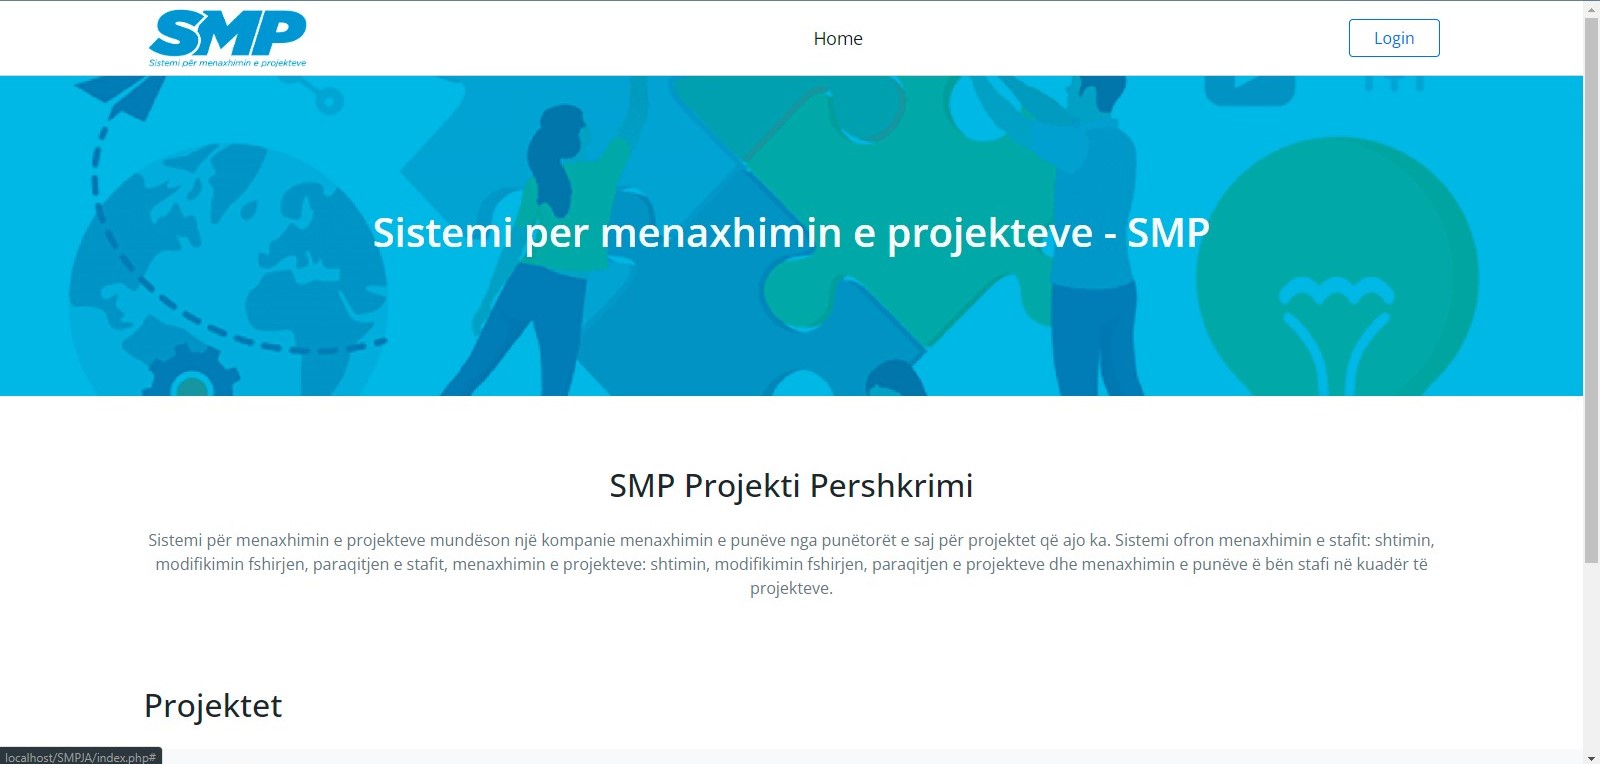 SMP
Sistemi për menaxhimin e projekteve
Home
Login
Sistemi per menaxhimin e projekteve - SMP
SMP Projekti Pershkrimi
Sistemi për menaxhimin e projekteve mundëson një kompanie menaxhimin e punëve nga punëtorët e saj për projektet që ajo ka. Sistemi ofron menaxhimin e stafit: shtimin,
modifikimin fshirjen, paraqitjen e stafit, menaxhimin e projekteve: shtimin, modifikimin fshirjen, paraqitjen e projekteve dhe menaxhimin e punëve ë bën stafi në kuadër të
projekteve.
Projektet
localhost/SMPJA/index.php#